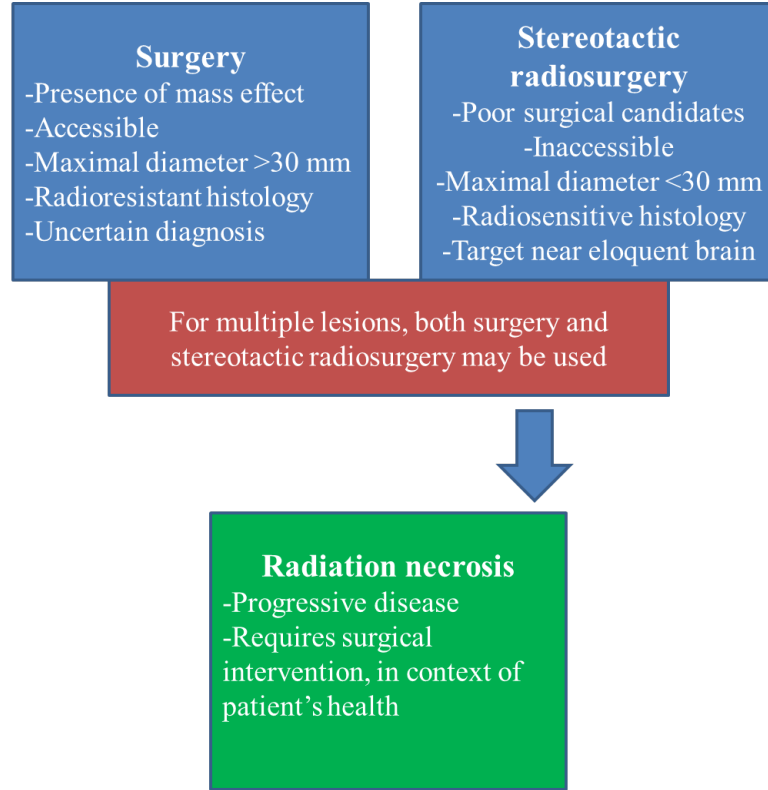 Surgery
-Presence of mass effect
-Accessible
-Maximal diameter >30 mm
-Radioresistant histology
-Uncertain diagnosis
Stereotactic
radiosurgery
-Poor surgical candidates
-Inaccessible
-Maximal diameter <30 mm
-Radiosensitive histology
-Target near eloquent brain
For multiple lesions, both surgery and
stereotactic radiosurgery may be used
Radiation necrosis
-Progressive disease
-Requires surgical
intervention, in context of
patient’s health